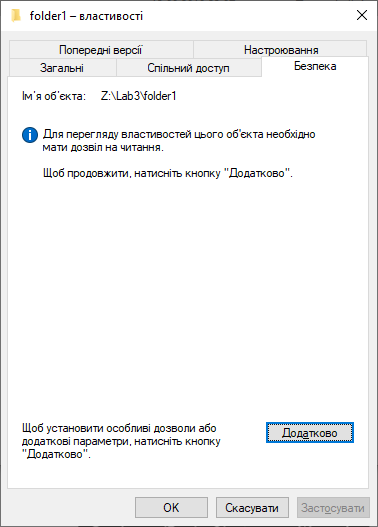 folder1 – властивості
Попередні версії
Настроювання
Загальні
Спільний доступ
Безпека
Ім'я об'єкта: Z:\Lab3\folder1
Для перегляду властивостей цього об'єкта необхідно
мати дозвіл на читання.
Щоб продовжити, натисніть кнопку "Додатково".
Щоб установити особливі дозволи або
додаткові параметри, натисніть кнопку
"Додатково".
Додатково
OK
Скасувати
Застосувати